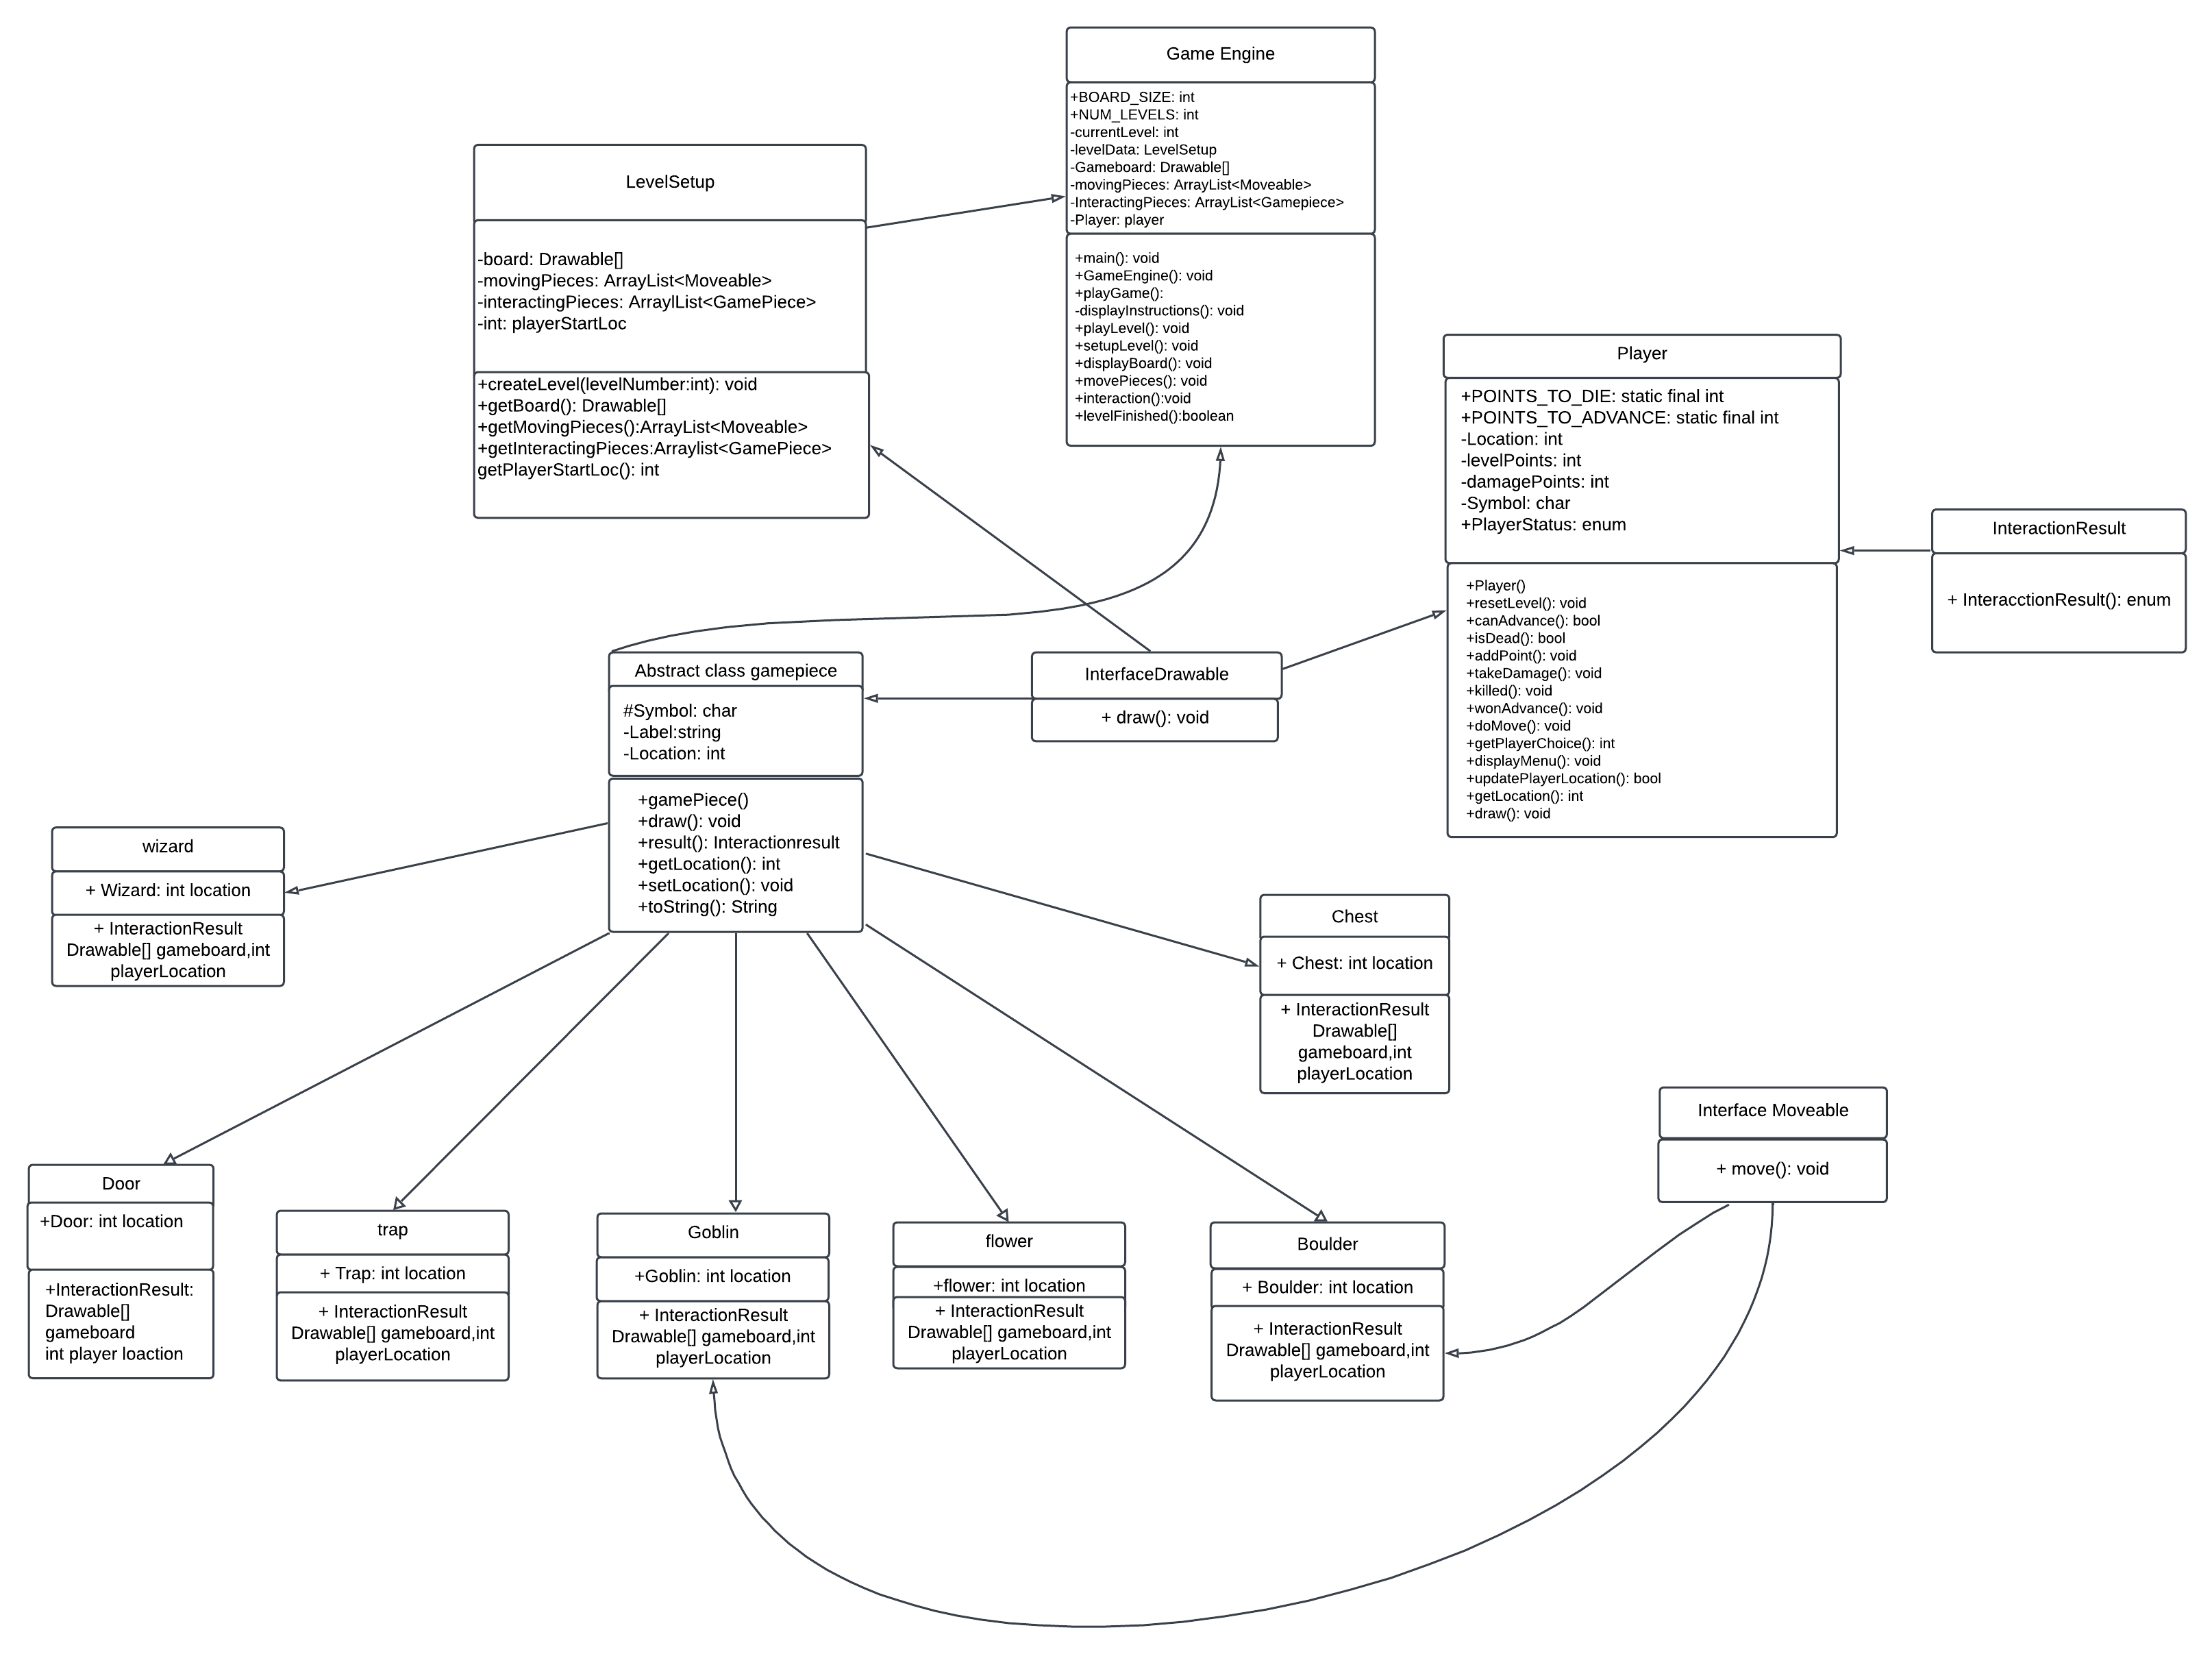 Game Engine
+BOARD_SIZE: int
+NUM_LEVELS: int
-currentLevel: int
-levelData: LevelSetup
-Gameboard: Drawable[]
-movingPieces: ArrayList<Moveable>
-InteractingPieces: ArrayList<Gamepiece>
-Player: player
+main(): void
+GameEngine(): void
+playGame():
-displayInstructions(): void
+playLevel(): void
+setupLevel(): void
+displayBoard(): void
+movePieces(): void
+interaction():void
+levelFinished():boolean
LevelSetup
-board: Drawable[]
-movingPieces: ArrayList<Moveable>
-interactingPieces: ArraylList<GamePiece>
-int: playerStartLoc
+createLevel(levelNumber:int): void
+getBoard(): Drawable[]
+getMovingPieces():ArrayList<Moveable>
+getInteractingPieces:Arraylist<GamePiece>
getPlayerStartLoc(): int
Player
+POINTS_TO_DIE: static final int
+POINTS_TO_ADVANCE: static final int
-Location: int
-levelPoints: int
-damagePoints: int
-Symbol: char
+PlayerStatus: enum
+Player()
+resetLevel(): void
+canAdvance(): bool
+isDead(): bool
+addPoint(): void
+takeDamage(): void
+killed(): void
+wonAdvance(): void
+doMove(): void
+getPlayerChoice(): int
+displayMenu(): void
+updatePlayerLocation(): bool
+getLocation(): int
+draw(): void
InteractionResult
+ InteracctionResult(): enum
Abstract class gamepiece
#Symbol: char
-Label:string
-Location: int
+gamePiece()
+draw(): void
+result(): Interactionresult
+getLocation(): int
+setLocation(): void
+toString(): String
InterfaceDrawable
+ draw(): void
wizard
+ Wizard: int location
+ InteractionResult
Drawable[] gameboard,int
playerLocation
Chest
+ Chest: int location
+ InteractionResult
Drawable[]
gameboard,int
playerLocation
Interface Moveable
+ move(): void
Door
+Door: int location
+InteractionResult:
Drawable[]
gameboard
int player loaction
trap
+ Trap: int location
+ InteractionResult
Drawable[] gameboard,int
playerLocation
Goblin
+Goblin: int location
+ InteractionResult
Drawable[] gameboard,int
playerLocation
flower
+flower: int location
+ InteractionResult
Drawable[] gameboard,int
playerLocation
Boulder
+ Boulder: int location
+ InteractionResult
Drawable[] gameboard,int
playerLocation